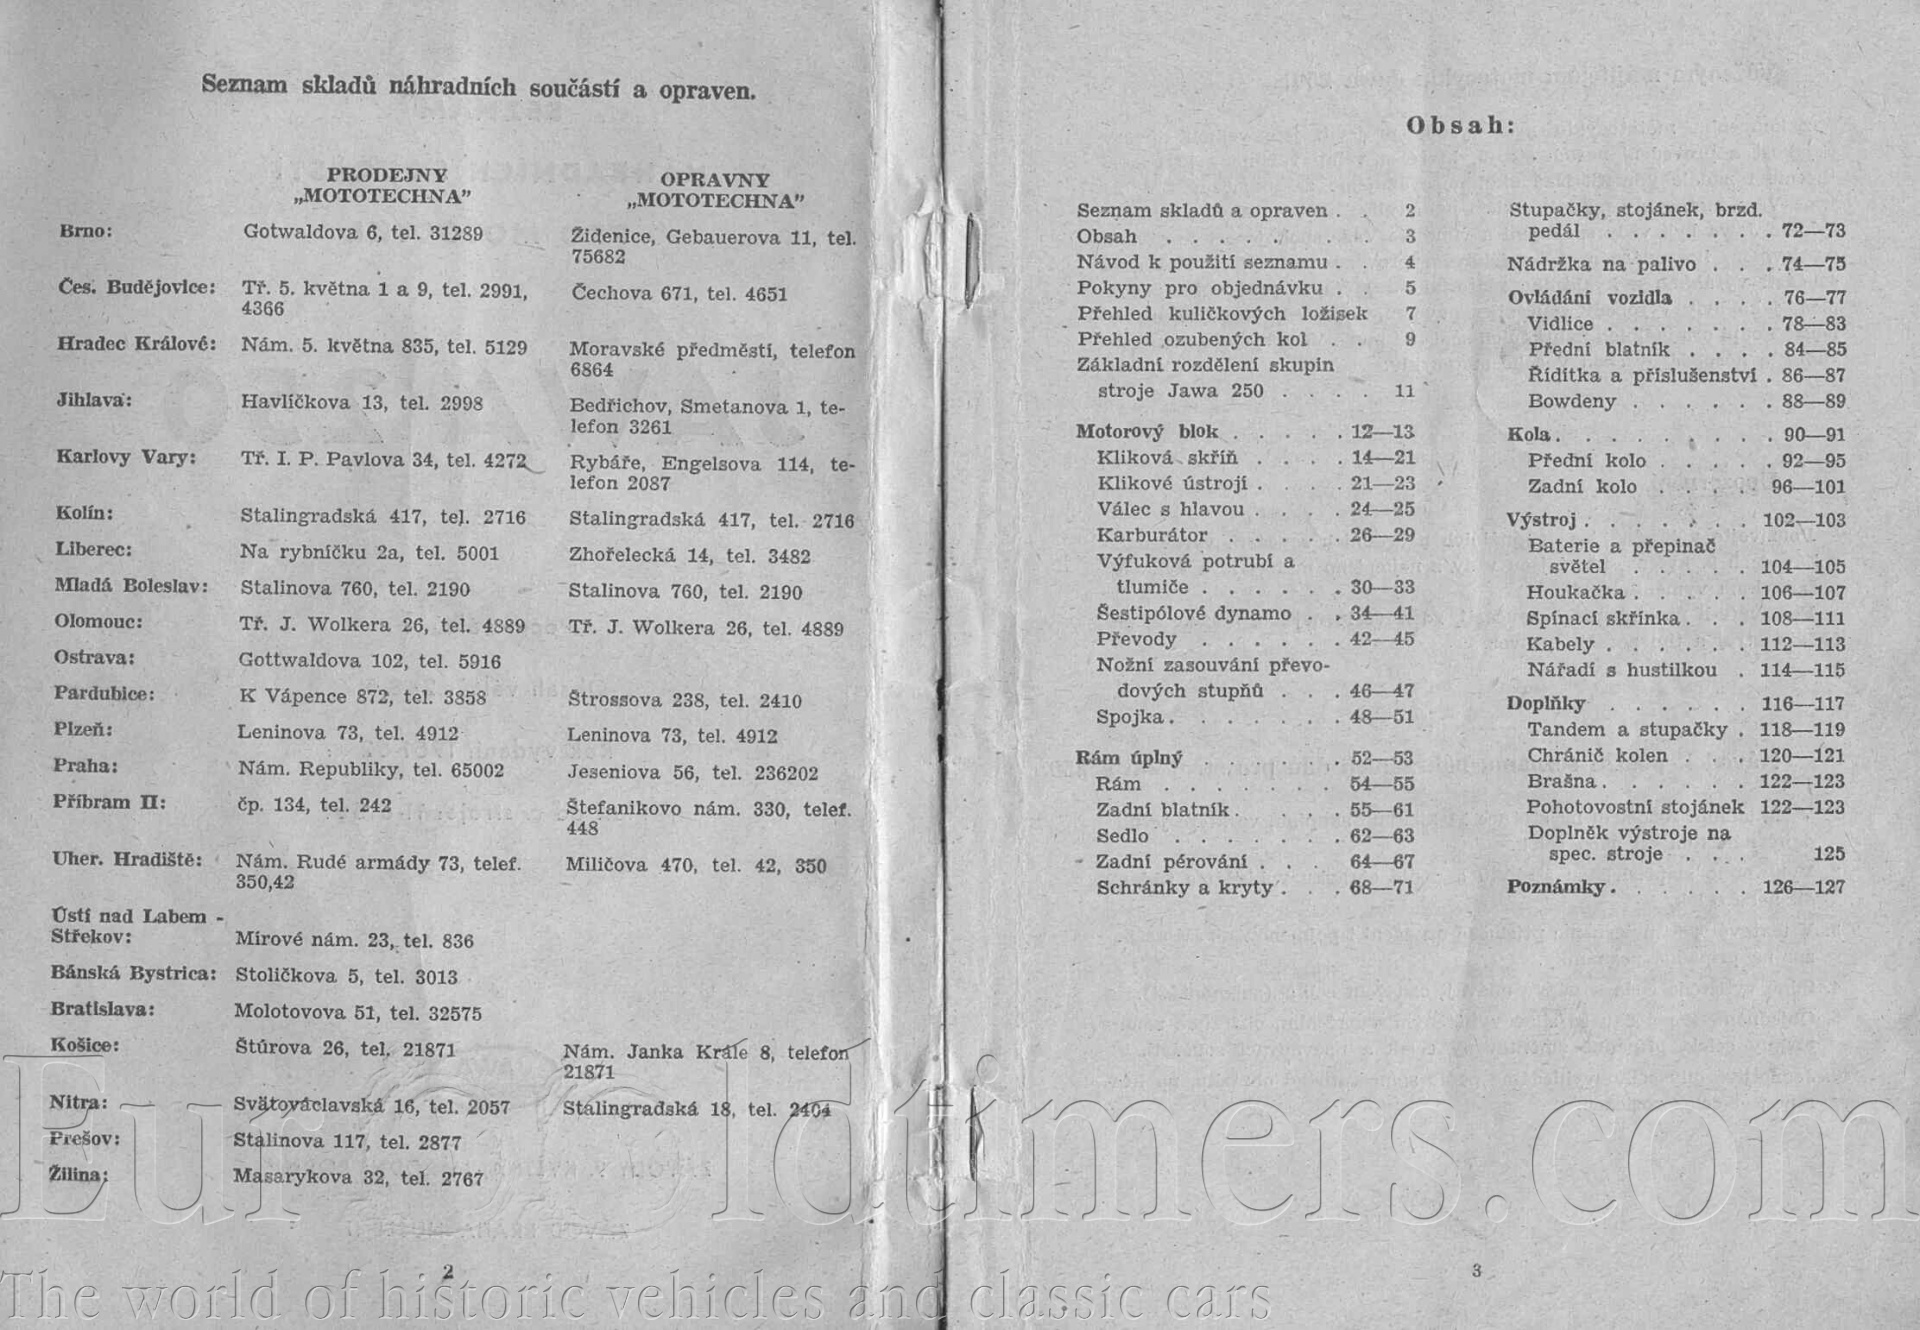 Seznam skladů náhradních součástí a opraven.
PRODEJNY
„MOTOTECHNA”
OPRAVNY
„MOTOTECHNA”
Brno: Gotwaldova 6, tel. 31289 Židenice, Gebauerova 11, tel.
75682
Čes. Budějovice: Tř. 5. května 1 a 9, tel. 2991, Čechova 671, tel. 4651
4366
Hradec Králové: Nám. 5. května 835, tel. 5129 Moravské předměstí, telefon
6864
Jihlava: Havlíčkova 13, tel. 2998 Bedřichov, Smetanova 1, te-
lefon 3261
Karlovy Vary: Tř. I. P. Pavlova 34, tel. 4272 Rybáře, Engelsova 114, te-
lefon 2087
Kolín: Stalingradská 417, tel. 2716 Stalingradská 417, tel. 2716
Liberec: Na rybníčku 2a, tel. 5001 Zhořelecká 14, tel. 3482
Mladá Boleslav: Stalinova 760, tel. 2190 Stalinova 760, tel. 2190
Olomouc: Tř. J. Wolkera 26, tel. 4889 Tř. J. Wolkera 26, tel. 4889
Ostrava: Gottwaldova 102, tel. 5916
Pardubice: K Vápence 872, tel. 3858 Štrossova 238, tel. 2410
Plzeň: Leninova 73, tel. 4912 Leninova 73, tel. 4912
Praha: Nám. Republiky, tel. 65002 Jeseniova 56, tel. 236202
Příbram II: čp. 134, tel. 242 Štefanikovo nám. 330, telef.
448
Uher. Hradiště: Nám. Rudé armády 73, telef. Miličova 470, tel. 42, 350
350,42
Ústí nad Labem -
Střekov: Mírové nám. 23, tel. 836
Bánská Bystrica: Stoličkova 5, tel. 3013
Bratislava: Molotovova 51, tel. 32575
Košice: Štúrova 26, tel. 21871 Nám. Janka Krále 8, telefon
21871
Nitra: Svätováclavská 16, tel. 2057 Stalingradská 18, tel. 2404
Prešov: Stalinova 117, tel. 2877
Žilina: Masarykova 32, tel. 2767
2
Obsah:
Seznam skladů a opraven . . 2
Obsah . . . . . . . . 3
Návod k použití seznamu . . 4
Pokyny pro objednávku . . 5
Přehled kuličkových ložisek 7
Přehled ozubených kol . . 9
Základní rozdělení skupin
stroje Jawa 250 . . . . 11
Motorový blok . . . . . 12—13
Kliková skříň . . . . 14—21
Klikové ústrojí . . . . 21—23
Válec s hlavou . . . . 24—25
Karburátor . . . . . 26—29
Výfuková potrubí a
tlumiče . . . . . . 30—33
Šestipólové dynamo . . 34—41
Převody . . . . . . 42—45
Nožní zasouvání převo-
dových stupňů . . . 46—47
Spojka . . . . . . . 48—51
Rám úplný . . . . . . 52—53
Rám . . . . . . . 54—55
Zadní blatník . . . . 55—61
Sedlo . . . . . . . 62—63
Zadní pérování . . . 64—67
Schránky a kryty . . . 68—71
Stupačky, stojánek, brzd.
pedál . . . . . . . 72—73
Nádržka na palivo . . . 74—75
Ovládání vozidla . . . . 76—77
Vidlice . . . . . . . 78—83
Přední blatník . . . . 84—85
Řídítka a příslušenství . 86—87
Bowdeny . . . . . . 88—89
Kola . . . . . . . . 90—91
Přední kolo . . . . . 92—95
Zadní kolo . . . . 96—101
Výstroj . . . . . . . 102—103
Baterie a přepinač
světel . . . . . 104—105
Houkačka . . . . . 106—107
Spínací skřínka . . . 108—111
Kabely . . . . . . 112—113
Nářadí s hustilkou . 114—115
Doplňky . . . . . . 116—117
Tandem a stupačky . 118—119
Chránič kolen . . . 120—121
Brašna . . . . . . 122—123
Pohotovostní stojánek 122—123
Doplněk výstroje na
spec. stroje . . . 125
Poznámky . . . . . . 126—127
3
Eur Oldtimers.com
The world of historic vehicles and classic cars